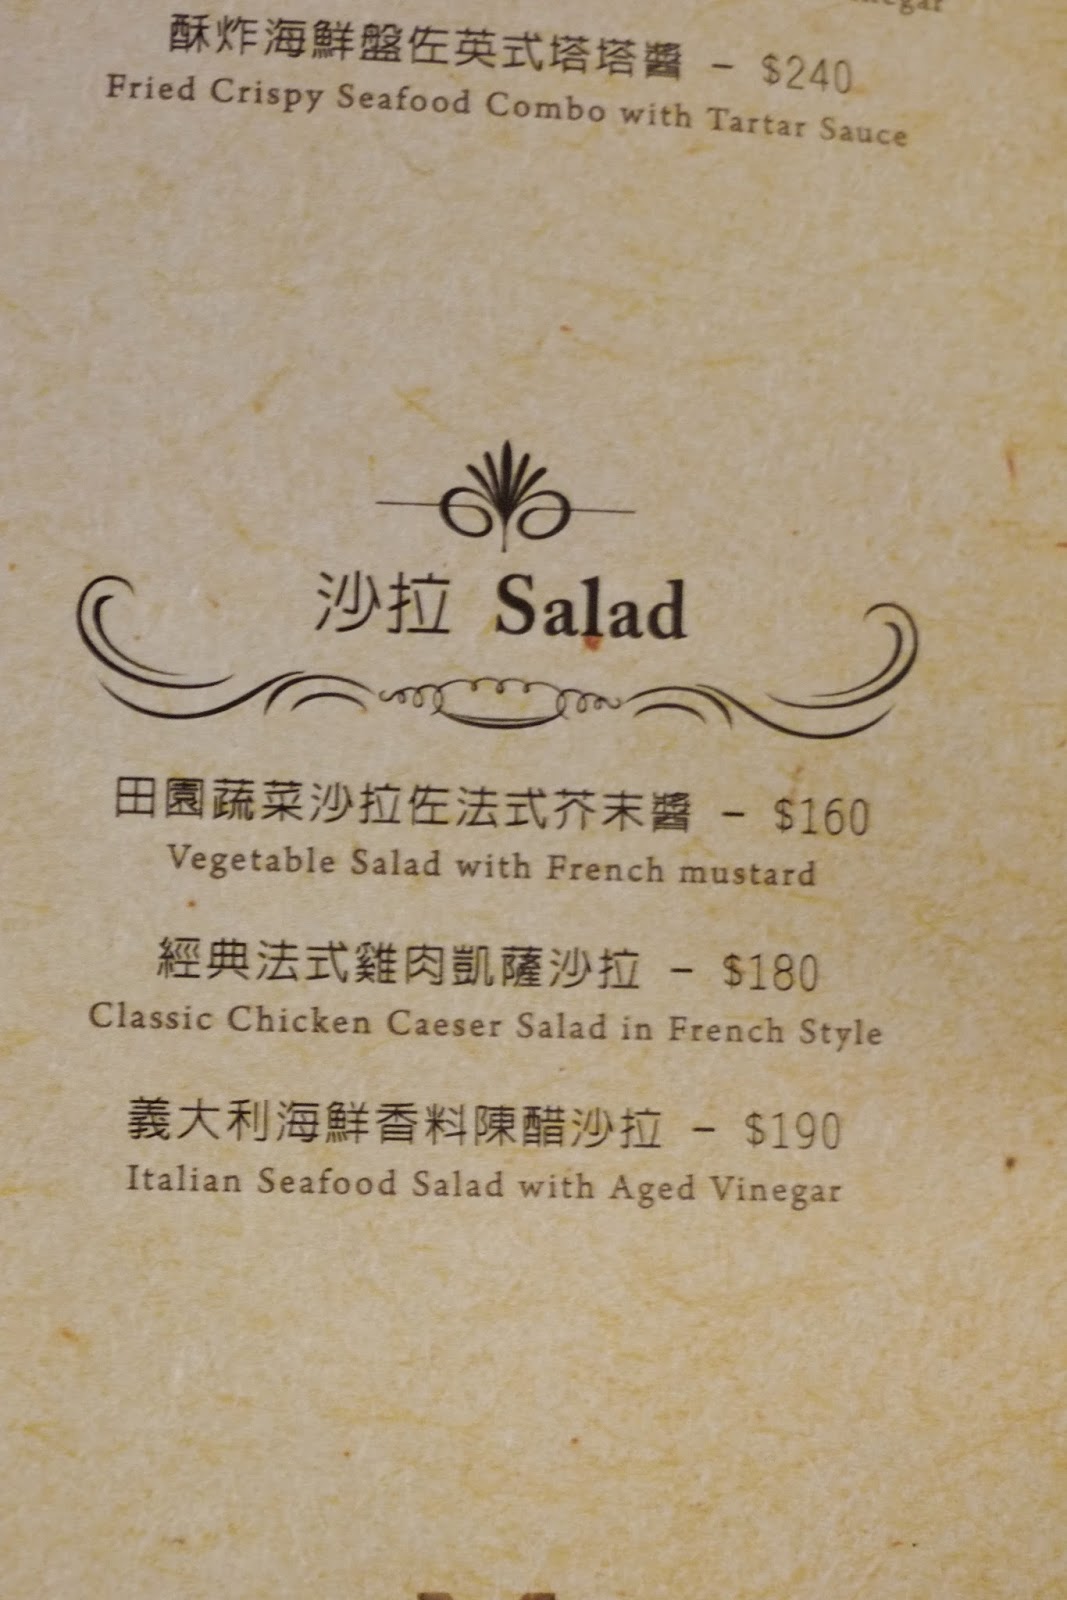 酥炸海鮮盤佐英式塔塔醬 - $240
Fried Crispy Seafood Combo with Tartar Sauce
沙拉 Salad
田園蔬菜沙拉佐法式芥末醬 - $160
Vegetable Salad with French mustard
經典法式雞肉凱薩沙拉 - $180
Classic Chicken Caeser Salad in French Style
義大利海鮮香料陳醋沙拉 - $190
Italian Seafood Salad with Aged Vinegar